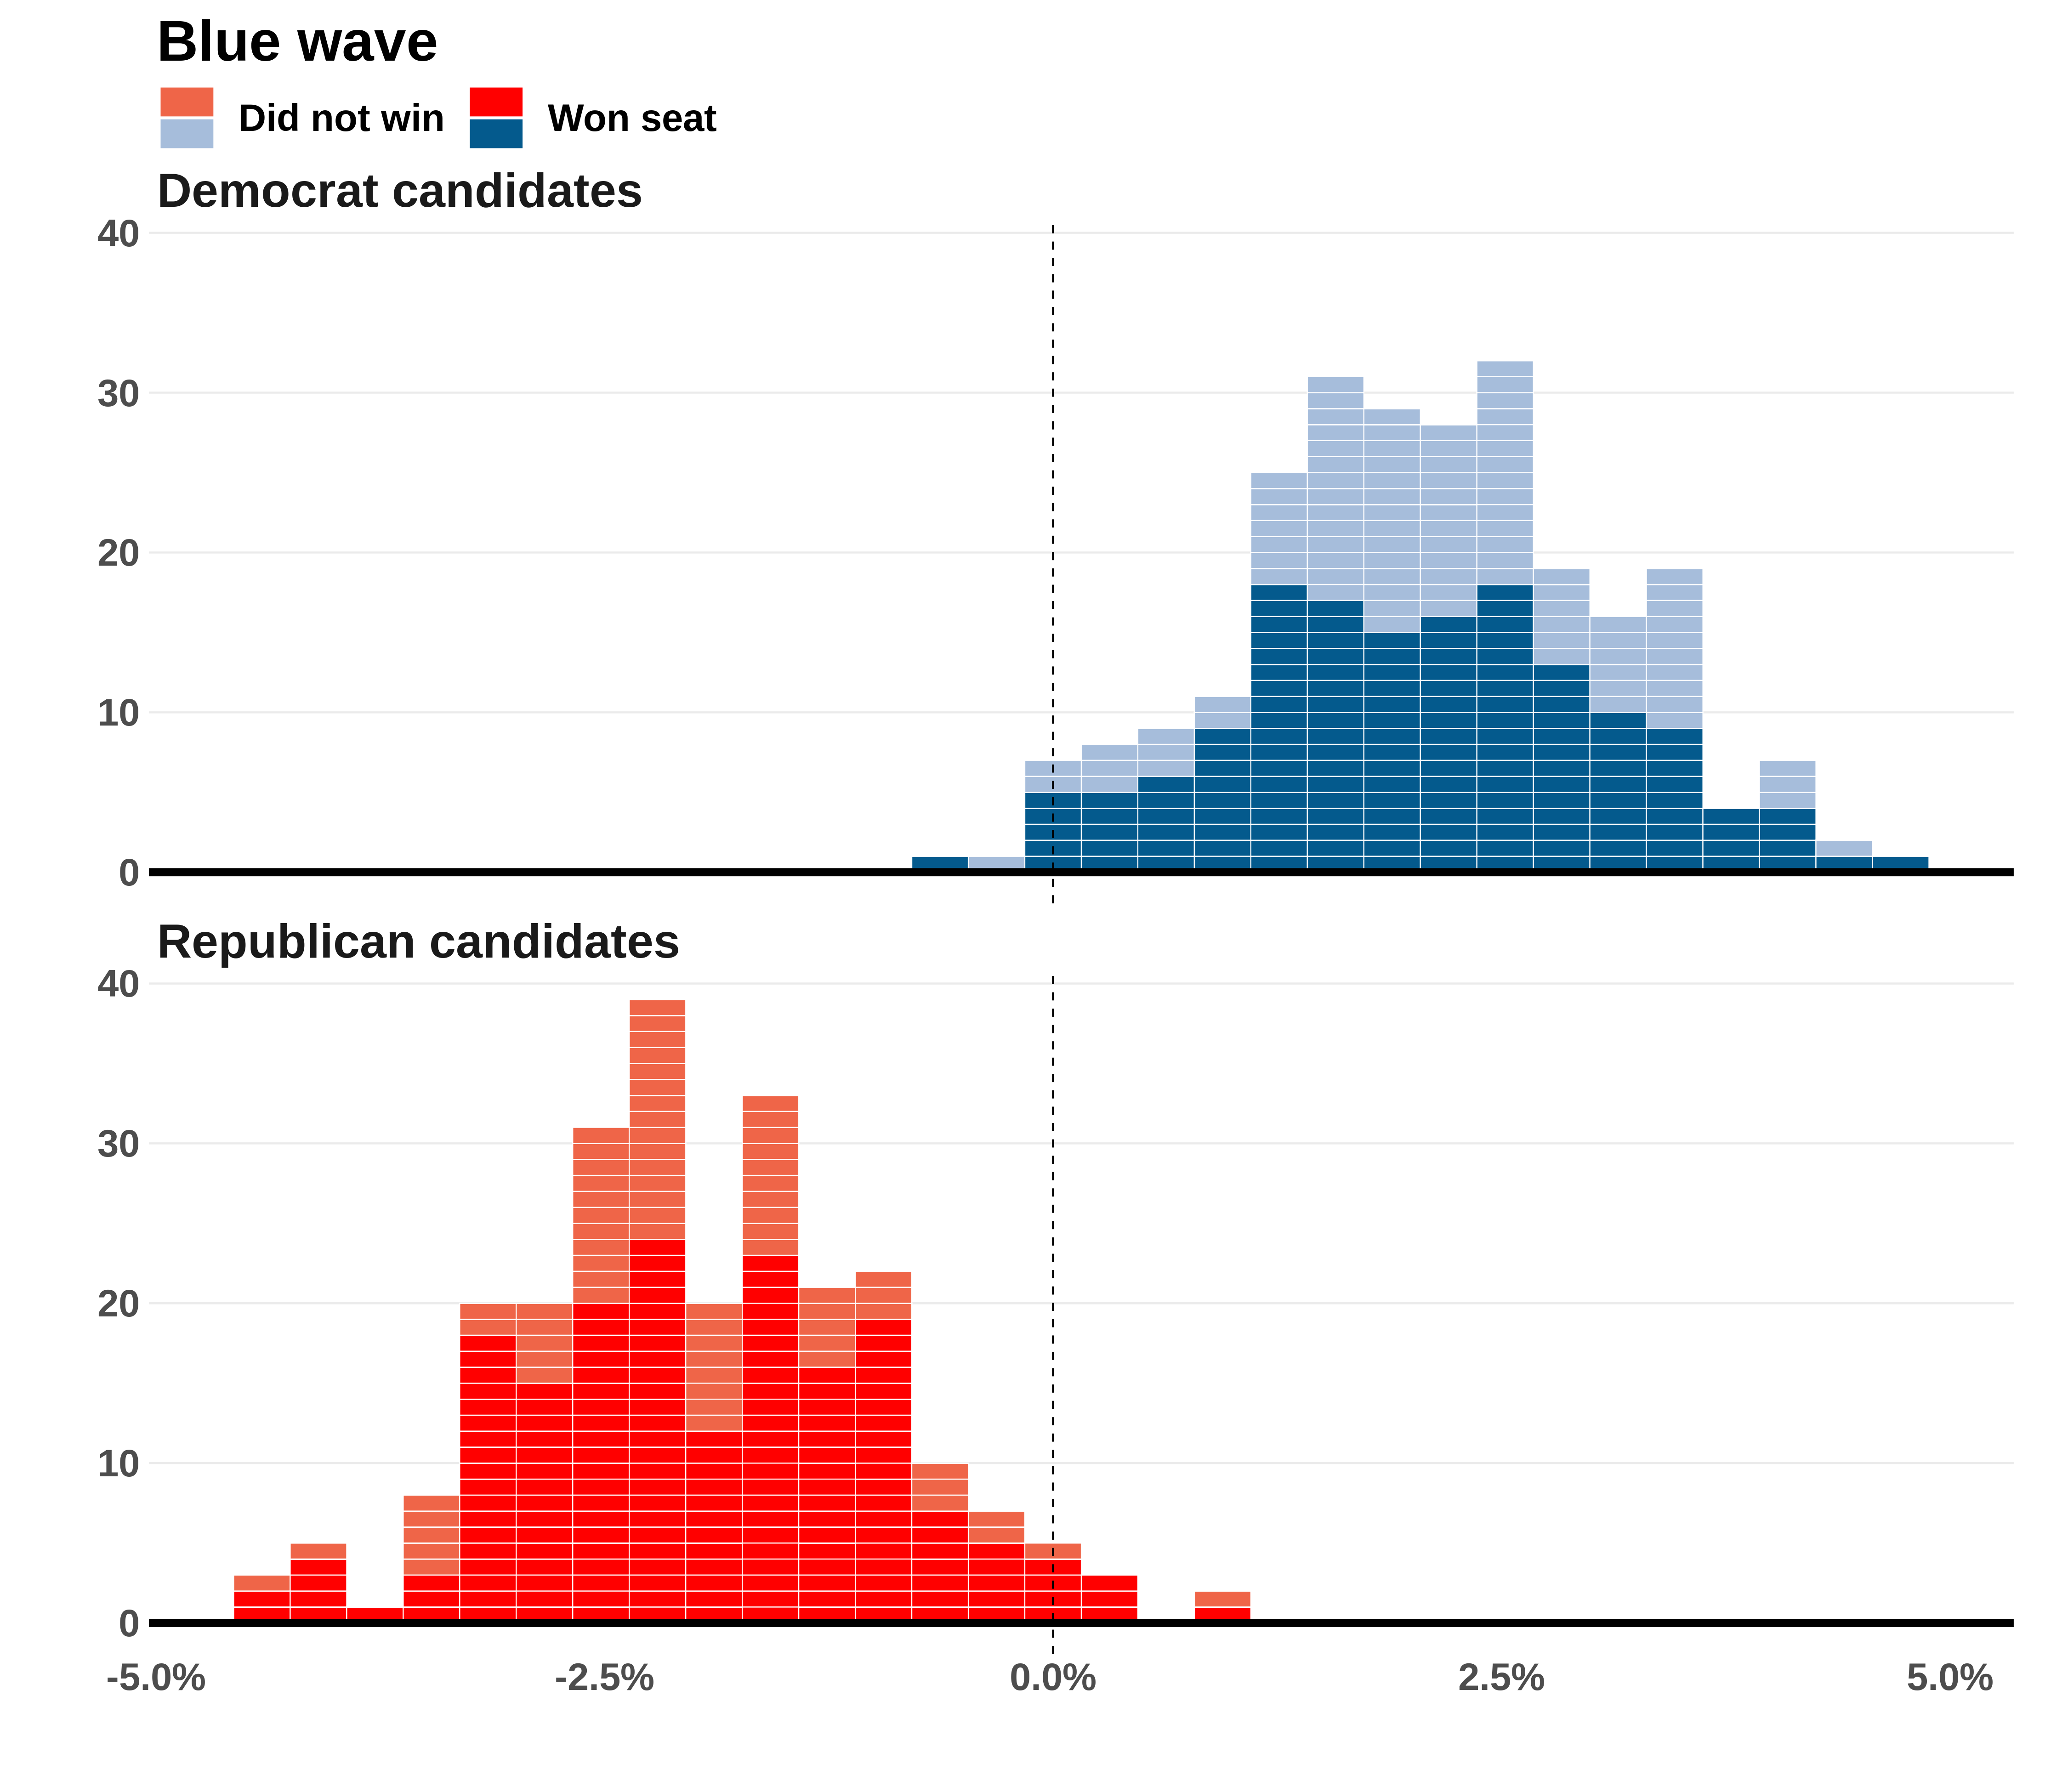 Blue wave
Did not win Won seat
Democrat candidates
40
30
20
10
0
Republican candidates
40
30
20
10
0
-5.0% -2.5% 0.0% 2.5% 5.0%